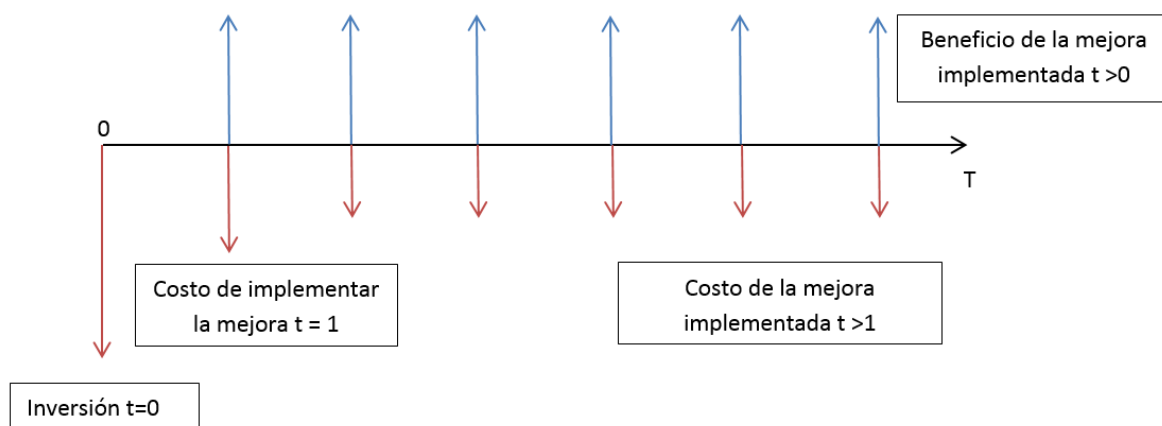 Beneficio de la mejora
implementada t >0
0
T
Costo de implementar
la mejora t = 1
Costo de la mejora
implementada t >1
Inversión t=0